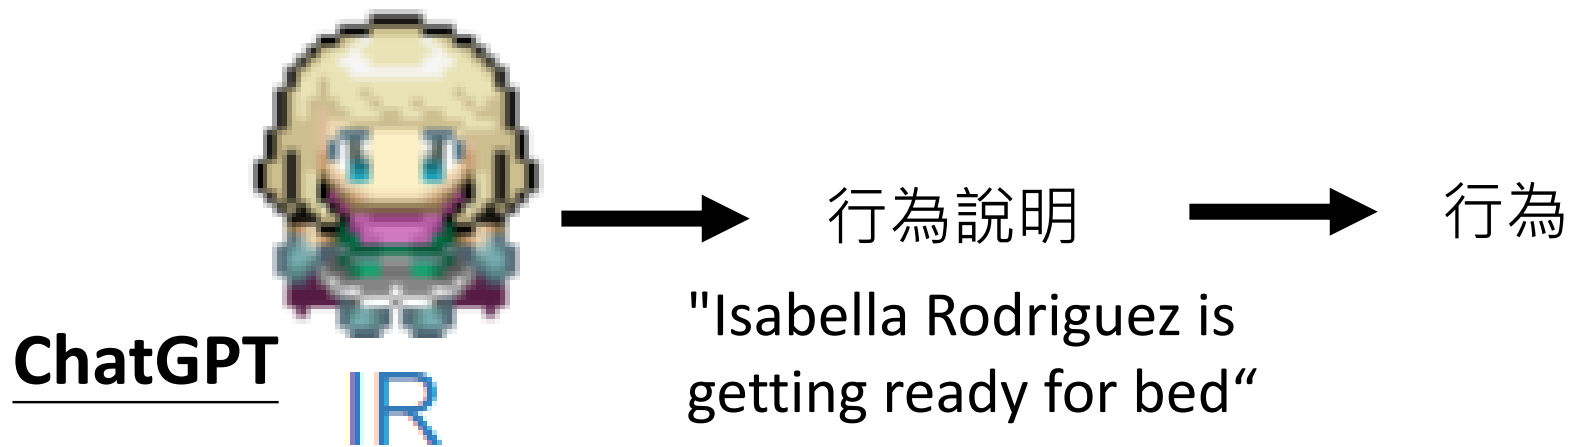 行為說明
行為
"Isabella Rodriguez is
getting ready for bed“
ChatGPT
IR